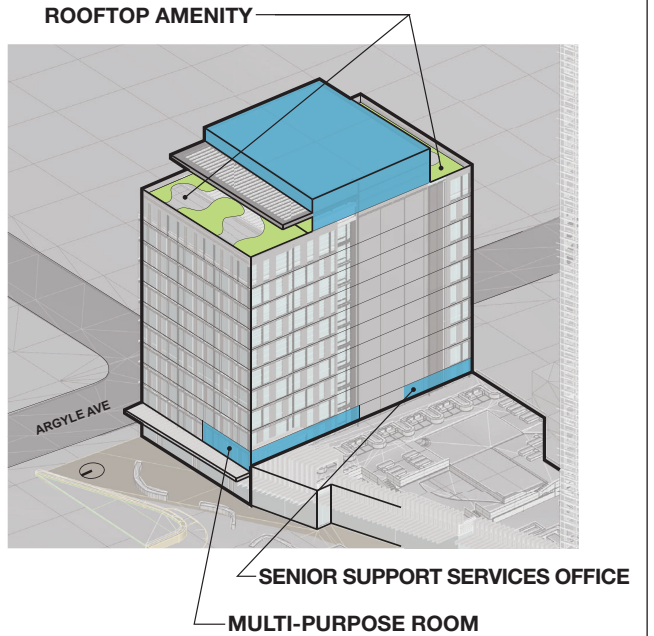 ROOFTOP AMENITY
ARGYLE AVE
SENIOR SUPPORT SERVICES OFFICE
MULTI-PURPOSE ROOM